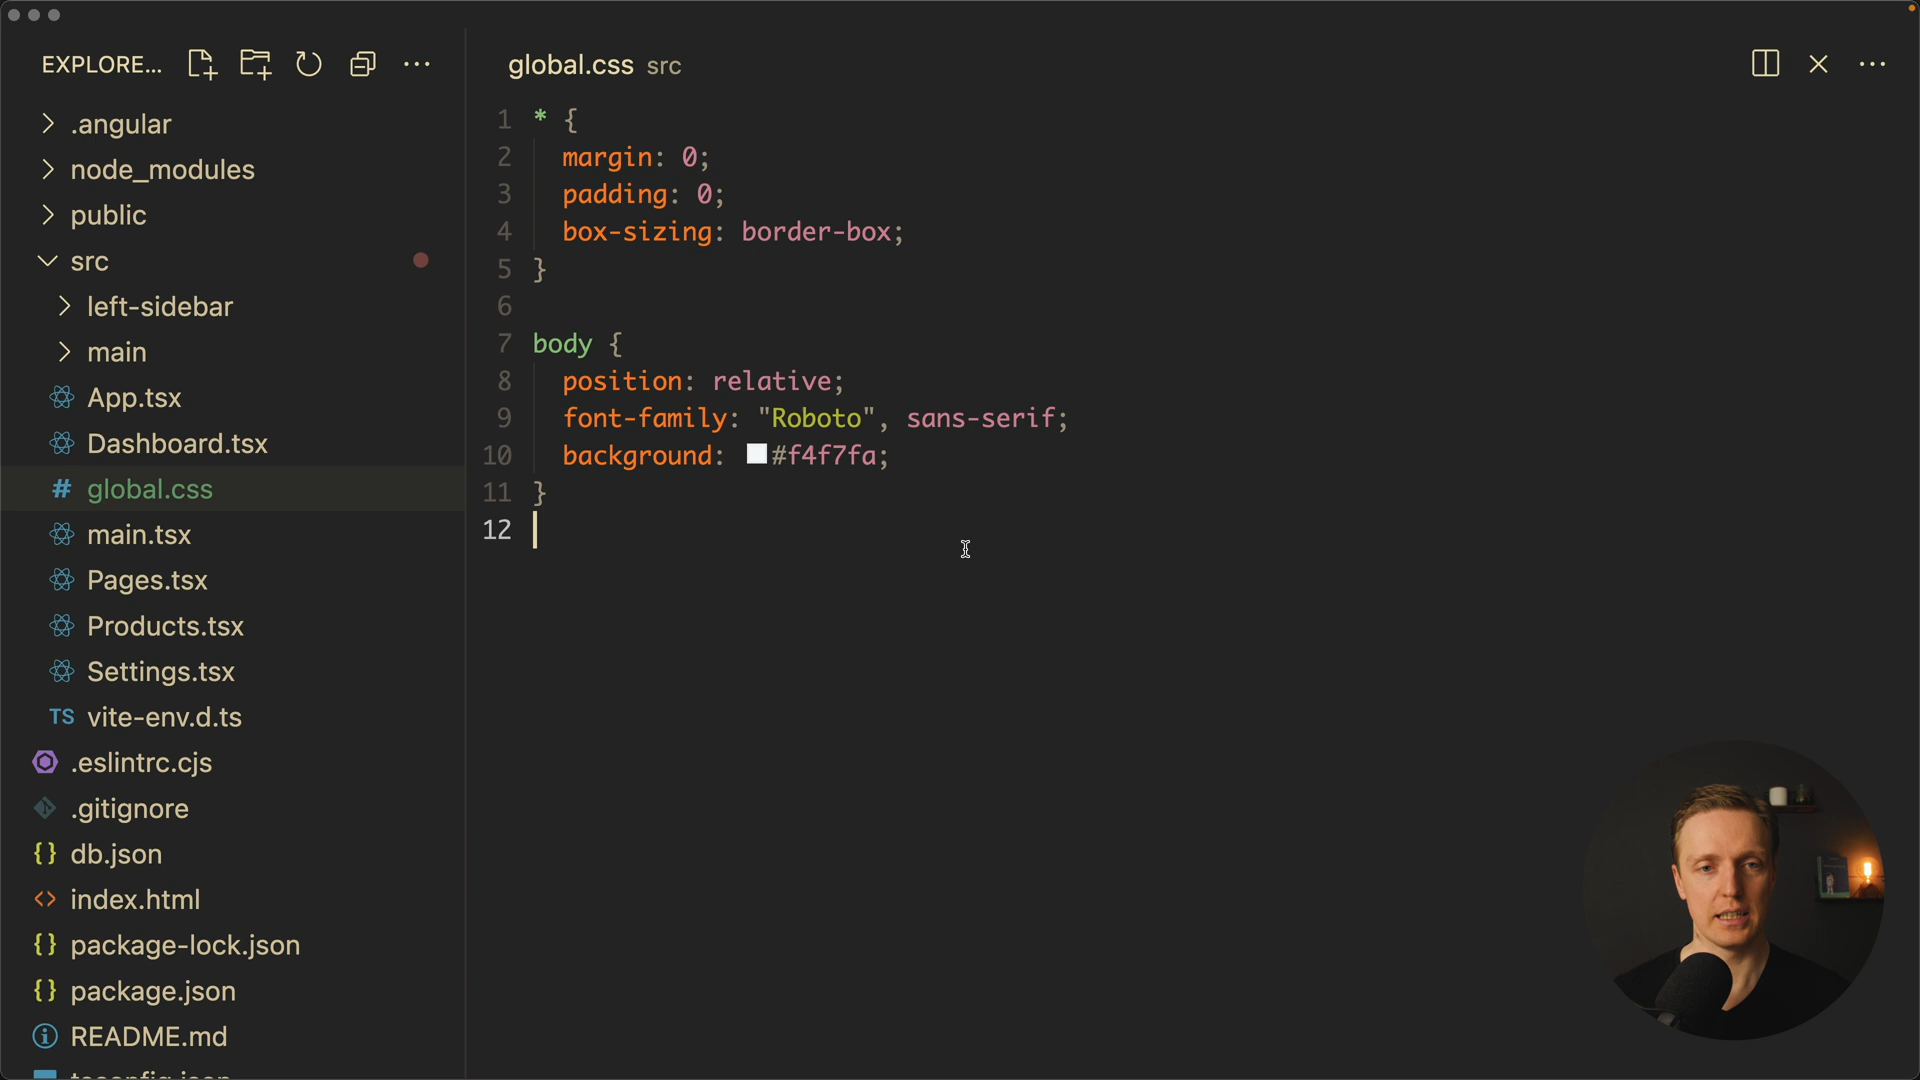 EXPLORE...
.angular
node_modules
public
src
left-sidebar
main
App.tsx
Dashboard.tsx
# global.css
main.tsx
Pages.tsx
Products.tsx
Settings.tsx
TS vite-env.d.ts
.eslintrc.cjs
.gitignore
{} db.json
<> index.html
{} package-lock.json
{} package.json
README.md
tsconfig.json
global.css src
1 * {
2 margin: 0;
3 padding: 0;
4 box-sizing: border-box;
5 }
6
7 body {
8 position: relative;
9 font-family: "Roboto", sans-serif;
10 background: #f4f7fa;
11 }
12